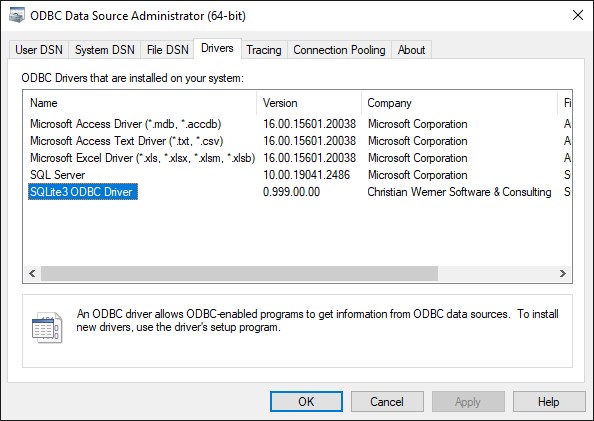 ODBC Data Source Administrator (64-bit)
User DSN System DSN File DSN Drivers Tracing Connection Pooling About
ODBC Drivers that are installed on your system:
Name Version Company Fi
Microsoft Access Driver (*.mdb, *.accdb) 16.00.15601.20038 Microsoft Corporation A
Microsoft Access Text Driver (*.txt, *.csv) 16.00.15601.20038 Microsoft Corporation A
Microsoft Excel Driver (*.xls, *.xlsx, *.xlsm, *.xlsb) 16.00.15601.20038 Microsoft Corporation A
SQL Server 10.00.19041.2486 Microsoft Corporation S
SQLite3 ODBC Driver 0.999.00.00 Christian Werner Software & Consulting S
An ODBC driver allows ODBC-enabled programs to get information from ODBC data sources. To install
new drivers, use the driver's setup program.
OK Cancel Apply Help